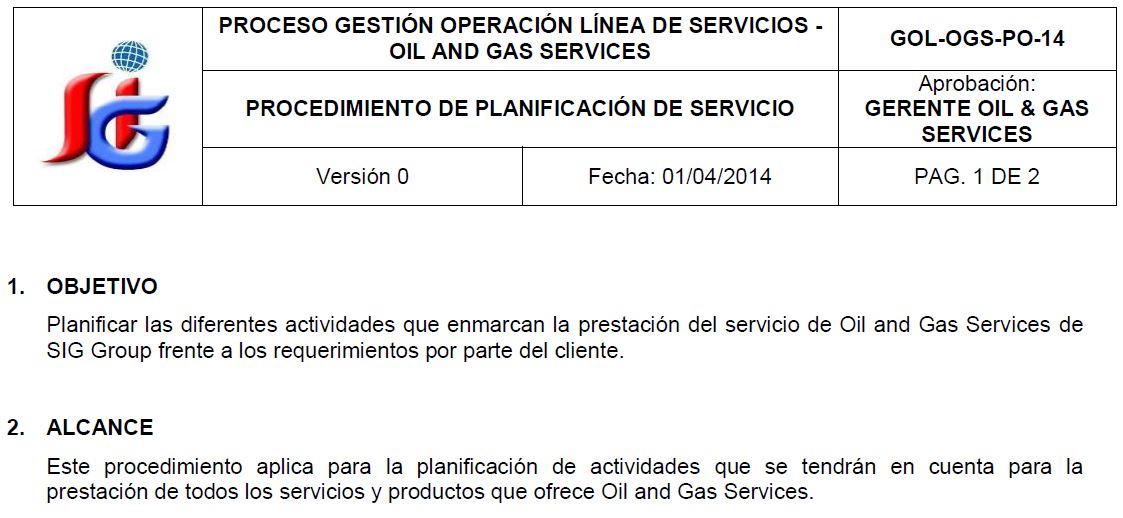 SIG
PROCESO GESTIÓN OPERACIÓN LÍNEA DE SERVICIOS -
OIL AND GAS SERVICES
GOL-OGS-PO-14
PROCEDIMIENTO DE PLANIFICACIÓN DE SERVICIO
Aprobación:
GERENTE OIL & GAS
SERVICES
Versión 0
Fecha: 01/04/2014
PAG. 1 DE 2
1. OBJETIVO
Planificar las diferentes actividades que enmarcan la prestación del servicio de Oil and Gas Services de
SIG Group frente a los requerimientos por parte del cliente.
2. ALCANCE
Este procedimiento aplica para la planificación de actividades que se tendrán en cuenta para la
prestación de todos los servicios y productos que ofrece Oil and Gas Services.